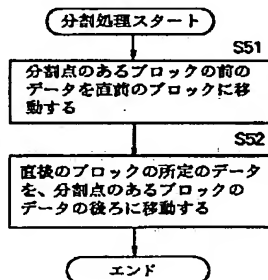 分割処理スタート
S51
分割点のあるブロックの前の
データを直前のブロックに移
動する
S52
直後のブロックの所定のデータ
を、分割点のあるブロックの
データの後ろに移動する
エンド